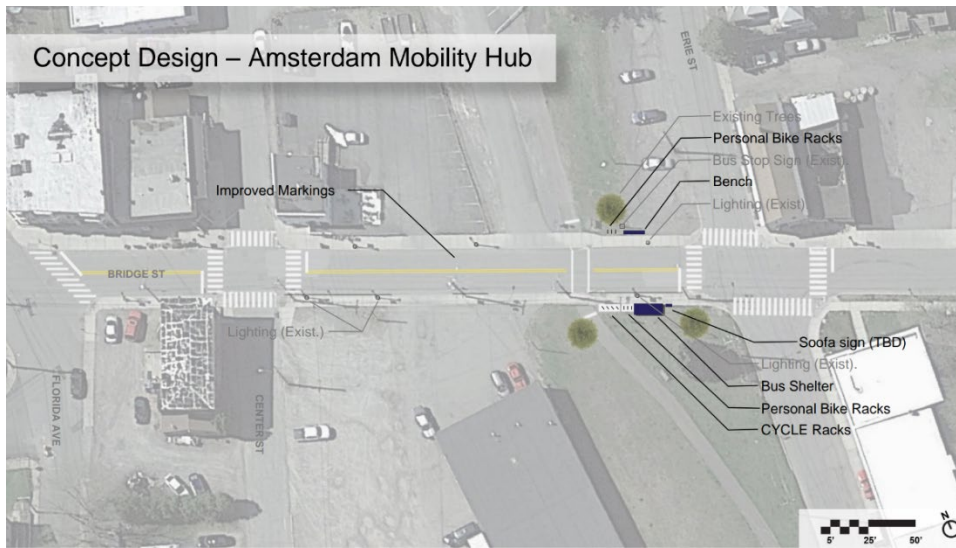 Concept Design – Amsterdam Mobility Hub
ERIE ST
Existing Trees
Personal Bike Racks
Bus Stop Sign (Exist).
Bench
Lighting (Exist)
Improved Markings
BRIDGE ST
Lighting (Exist.)
Soofa sign (TBD)
Lighting (Exist).
Bus Shelter
Personal Bike Racks
CYCLE Racks
FLORIDA AVE
CENTER ST
N
5' 25' 50'